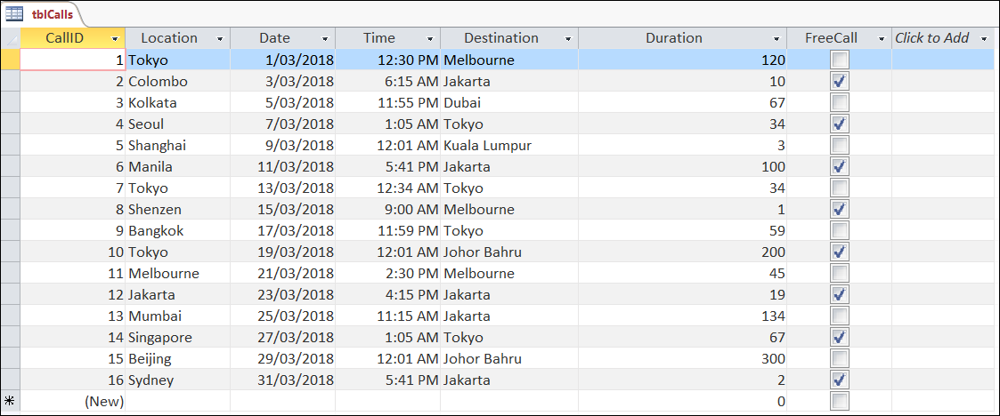 tblCalls
CallID Location Date Time Destination Duration FreeCall Click to Add
1 Tokyo 1/03/2018 12:30 PM Melbourne 120
2 Colombo 3/03/2018 6:15 AM Jakarta 10
3 Kolkata 5/03/2018 11:55 PM Dubai 67
4 Seoul 7/03/2018 1:05 AM Tokyo 34
5 Shanghai 9/03/2018 12:01 AM Kuala Lumpur 3
6 Manila 11/03/2018 5:41 PM Jakarta 100
7 Tokyo 13/03/2018 12:34 AM Tokyo 34
8 Shenzen 15/03/2018 9:00 AM Melbourne 1
9 Bangkok 17/03/2018 11:59 PM Tokyo 59
10 Tokyo 19/03/2018 12:01 AM Johor Bahru 200
11 Melbourne 21/03/2018 2:30 PM Melbourne 45
12 Jakarta 23/03/2018 4:15 PM Jakarta 19
13 Mumbai 25/03/2018 11:15 AM Jakarta 134
14 Singapore 27/03/2018 1:05 AM Tokyo 67
15 Beijing 29/03/2018 12:01 AM Johor Bahru 300
16 Sydney 31/03/2018 5:41 PM Jakarta 2
(New) 0